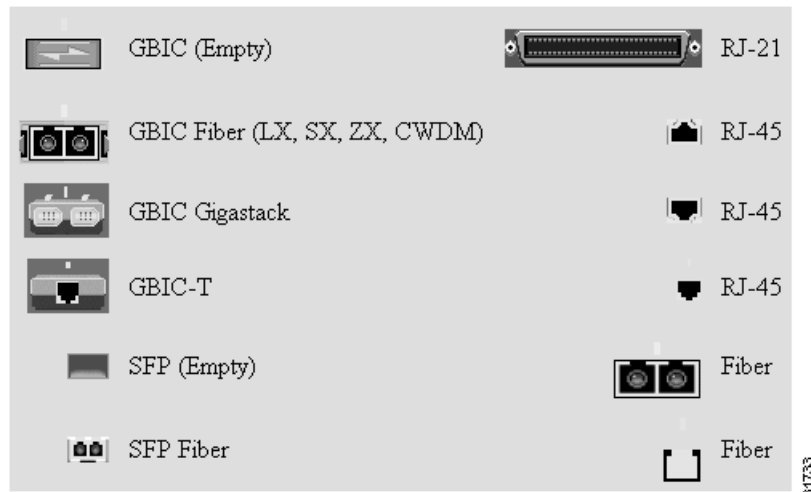 GBIC (Empty)
RJ-21
GBIC Fiber (LX, SX, ZX, CWDM)
RJ-45
GBIC Gigastack
RJ-45
GBIC-T
RJ-45
SFP (Empty)
Fiber
SFP Fiber
Fiber